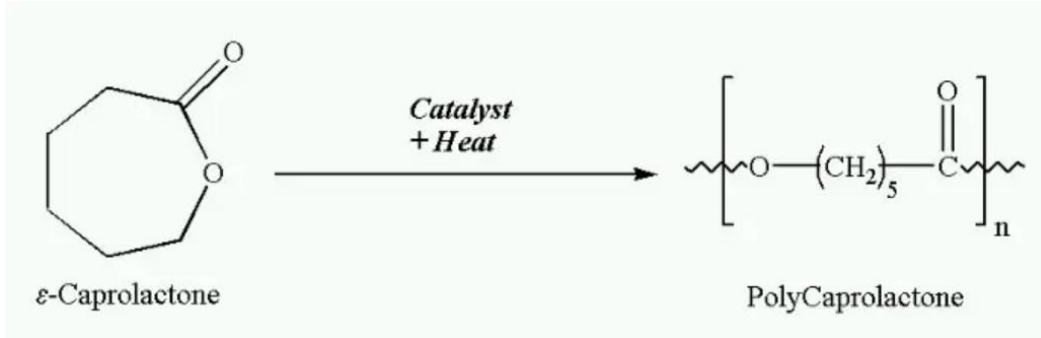 O
Catalyst
+ Heat
O
O
O—(CH₂)₅—C
n
ε-Caprolactone
PolyCaprolactone